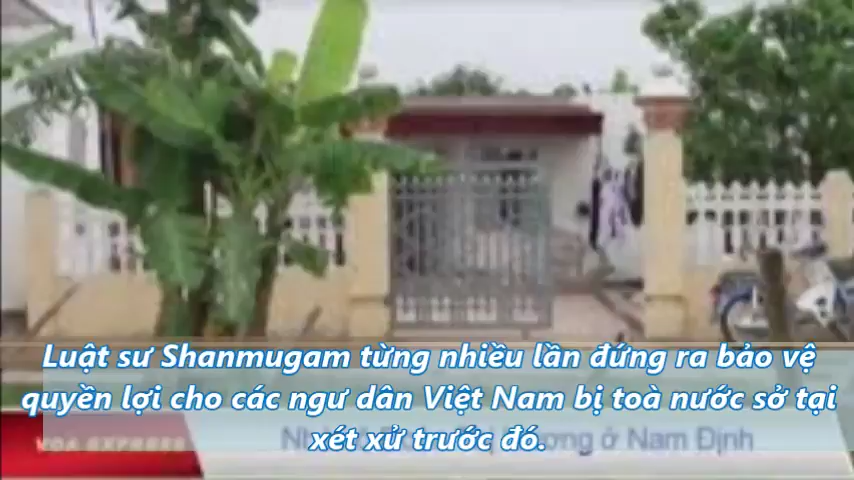 Luật sư Shanmugam từng nhiều lần đứng ra bảo vệ
quyền lợi cho các ngư dân Việt Nam bị toà nước sở tại
xét xử trước đó.
VOA EXPRESS
ở Nam Định